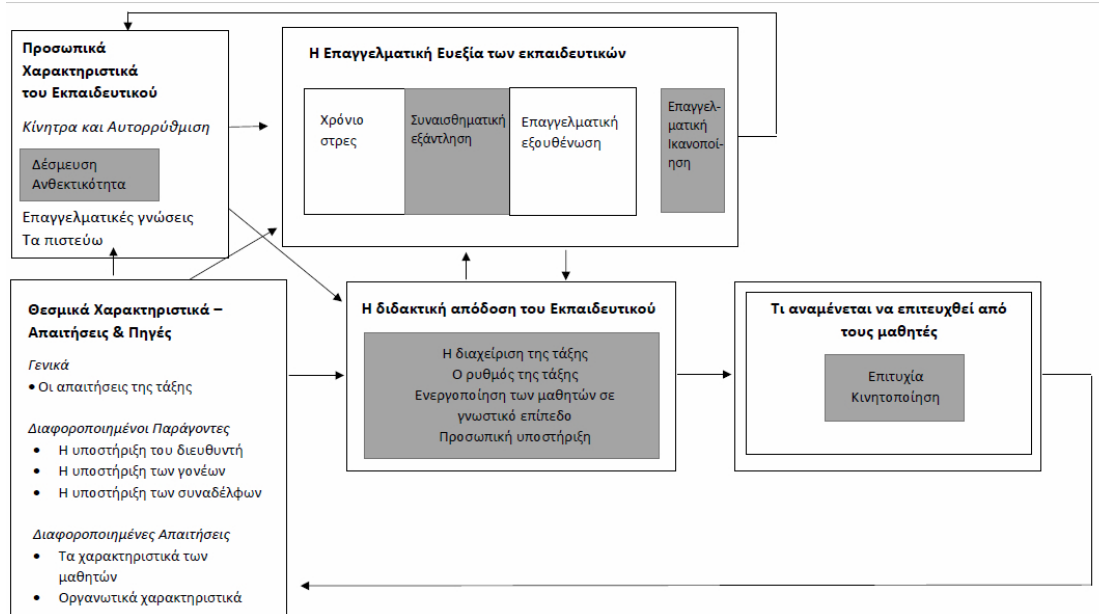 Προσωπικά
Χαρακτηριστικά
του Εκπαιδευτικού
Κίνητρα και Αυτορρύθμιση
Δέσμευση
Ανθεκτικότητα
Επαγγελματικές γνώσεις
Τα πιστεύω
Η Επαγγελματική Ευεξία των εκπαιδευτικών
Χρόνιο
στρες
Συναισθηματική
εξάντληση
Επαγγελματική
εξουθένωση
Επαγγελ-
ματική
Ικανοποί-
ηση
Θεσμικά Χαρακτηριστικά –
Απαιτήσεις & Πηγές
Γενικά
• Οι απαιτήσεις της τάξης
Διαφοροποιημένοι Παράγοντες
• Η υποστήριξη του διευθυντή
• Η υποστήριξη των γονέων
• Η υποστήριξη των συναδέλφων
Διαφοροποιημένες Απαιτήσεις
• Τα χαρακτηριστικά των
μαθητών
• Οργανωτικά χαρακτηριστικά
Η διδακτική απόδοση του Εκπαιδευτικού
Η διαχείριση της τάξης
Ο ρυθμός της τάξης
Ενεργοποίηση των μαθητών σε
γνωστικό επίπεδο
Προσωπική υποστήριξη
Τι αναμένεται να επιτευχθεί από
τους μαθητές
Επιτυχία
Κινητοποίηση